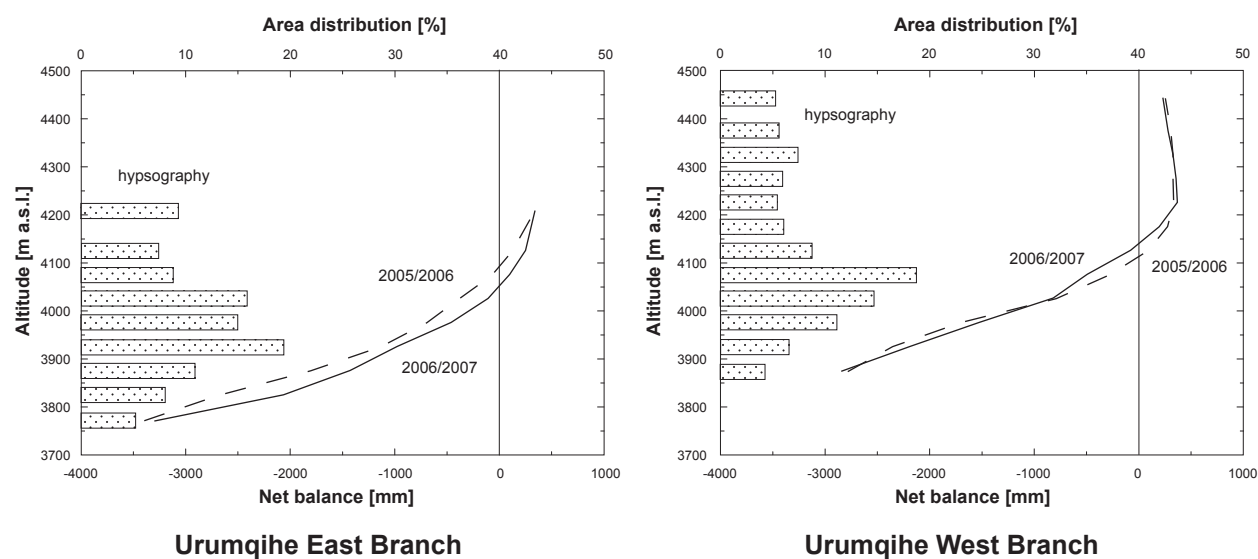 Area distribution [%]
0 10 20 30 40 50
4500
4400
4300
4200
4100
4000
3900
3800
3700
Altitude [m a.s.l.]
hypsography
2005/2006
2006/2007
-4000 -3000 -2000 -1000 0 1000
Net balance [mm]
Urumqihe East Branch
Area distribution [%]
0 10 20 30 40 50
4500
4400
4300
4200
4100
4000
3900
3800
3700
Altitude [m a.s.l.]
hypsography
2006/2007
2005/2006
-4000 -3000 -2000 -1000 0 1000
Net balance [mm]
Urumqihe West Branch